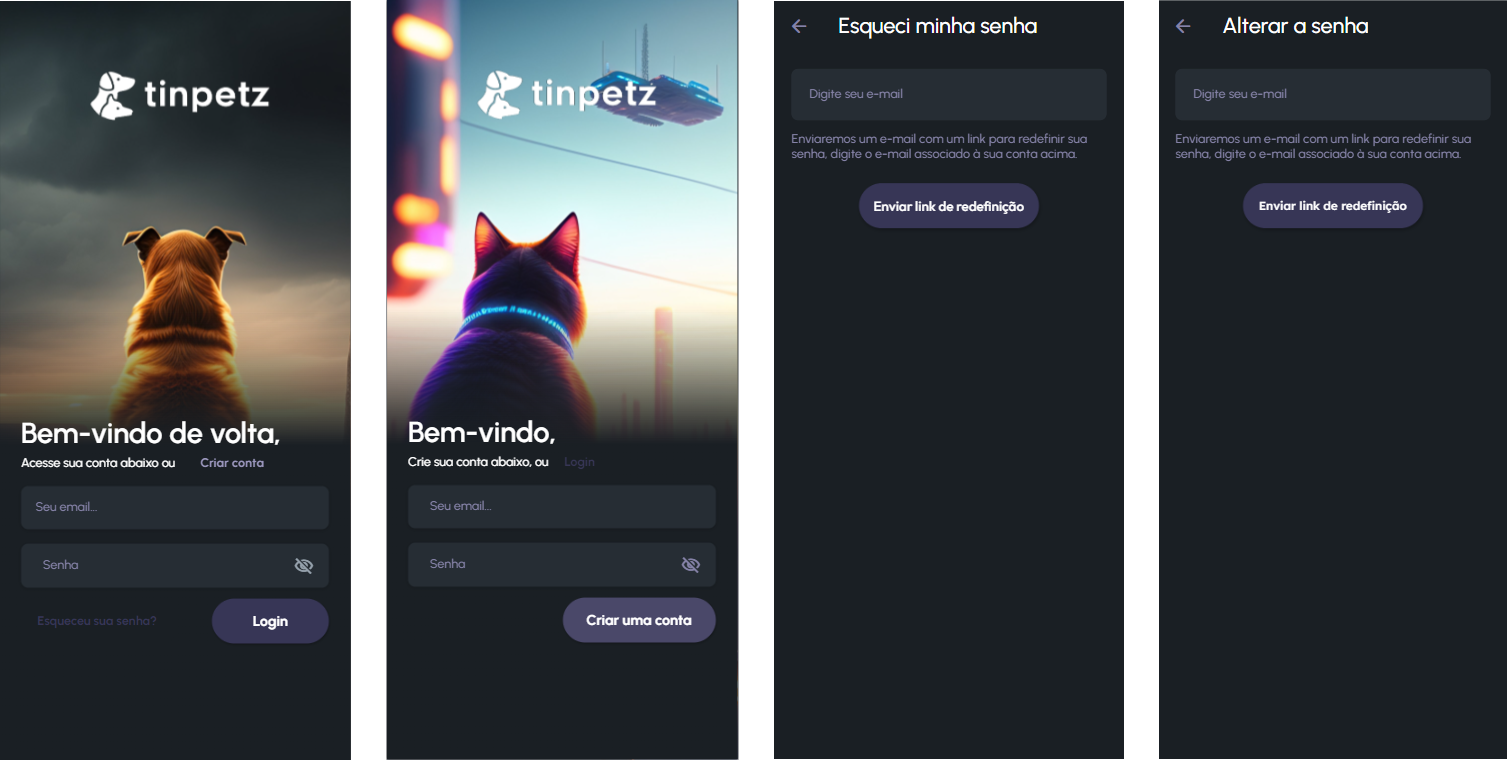 tinpetz
Bem-vindo de volta,
Acesse sua conta abaixo ou Criar conta
Seu email...
Senha
Esqueceu sua senha?
Login
tinpetz
Bem-vindo,
Crie sua conta abaixo, ou Login
Seu email...
Senha
Criar uma conta
Esqueci minha senha
Digite seu e-mail
Enviaremos um e-mail com um link para redefinir sua
senha, digite o e-mail associado à sua conta acima.
Enviar link de redefinição
Alterar a senha
Digite seu e-mail
Enviaremos um e-mail com um link para redefinir sua
senha, digite o e-mail associado à sua conta acima.
Enviar link de redefinição